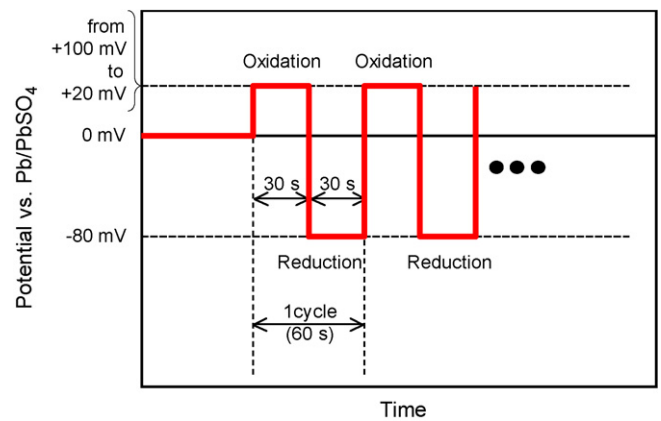 from
+100 mV
to
+20 mV
0 mV
-80 mV
Potential vs. Pb/PbSO4
Oxidation
Oxidation
30 s
30 s
Reduction
Reduction
1cycle
(60 s)
Time